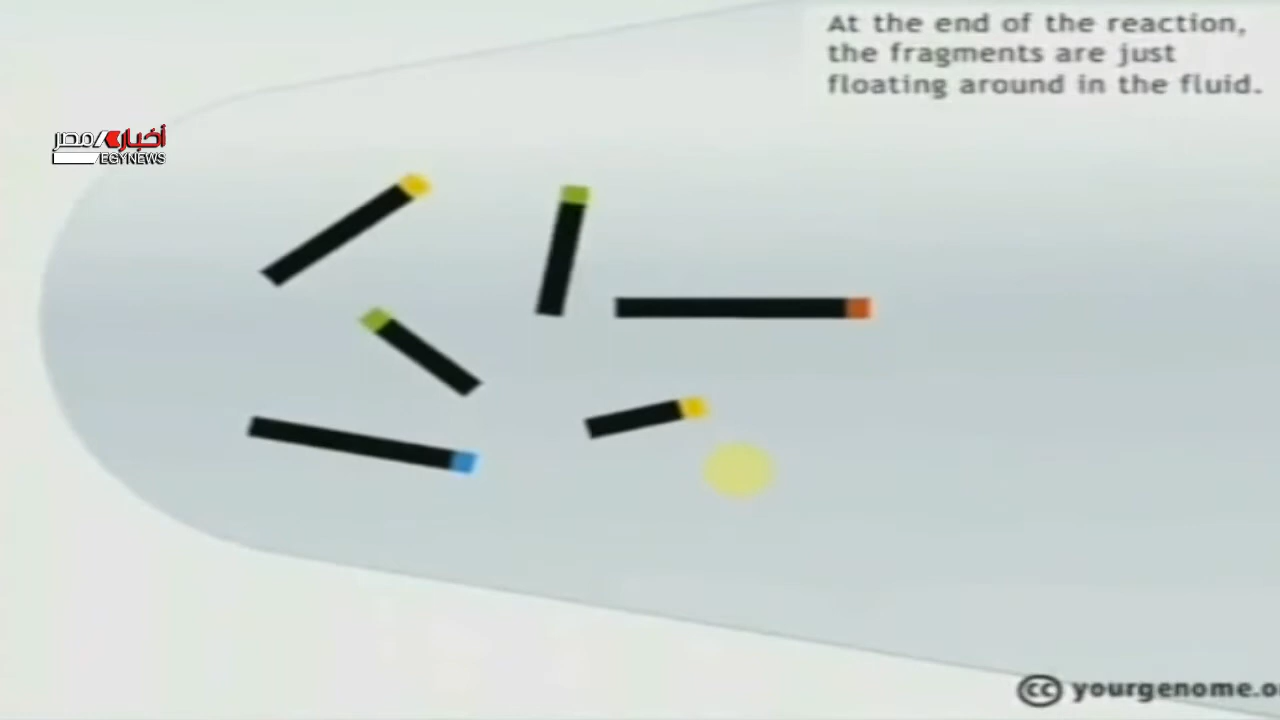 At the end of the reaction,
the fragments are just
floating around in the fluid.
أخبار/مصر
EGYNEWS
cc yourgenome.o